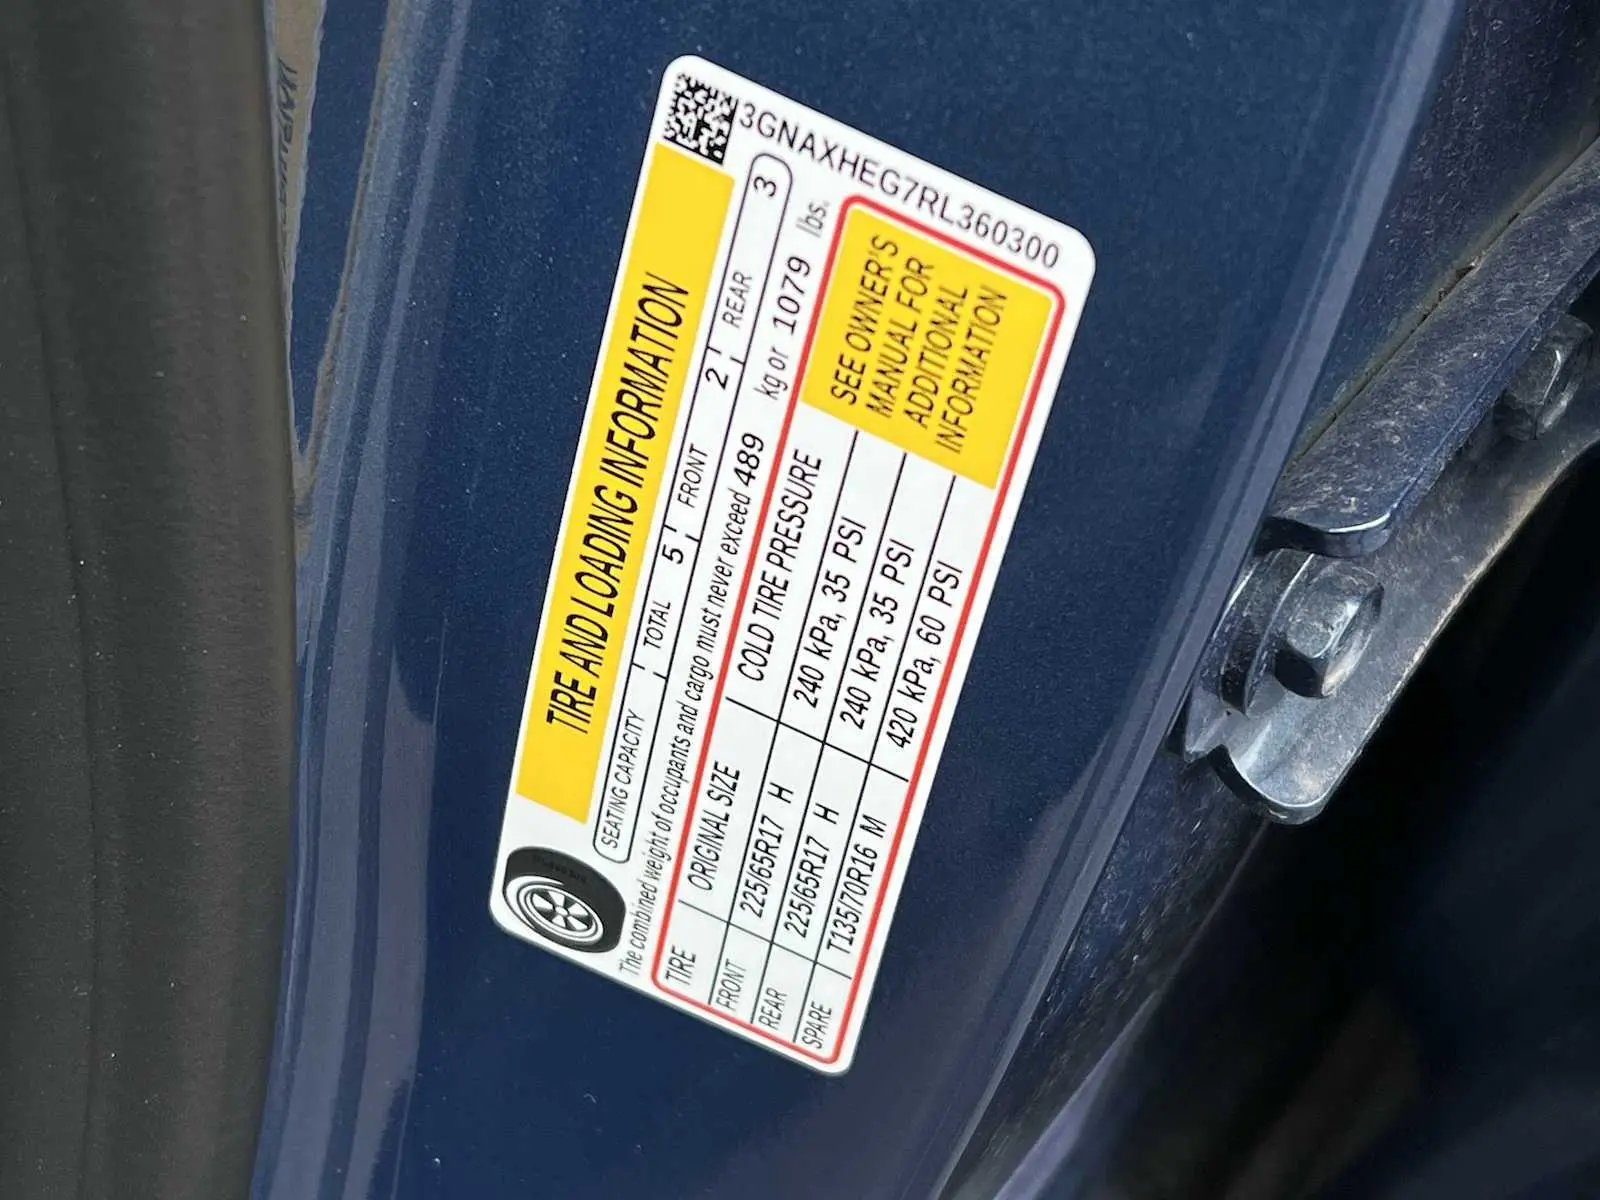 3GNAXHEG7RL360300
TIRE AND LOADING INFORMATION
SEATING CAPACITY TOTAL 5 FRONT 2 REAR 3
The combined weight of occupants and cargo must never exceed 489 kg or 1079 lbs.
TIRE ORIGINAL SIZE COLD TIRE PRESSURE
FRONT 225/65R17 H 240 kPa, 35 PSI
REAR 225/65R17 H 240 kPa, 35 PSI
SPARE T135/70R16 M 420 kPa, 60 PSI
SEE OWNER'S
MANUAL FOR
ADDITIONAL
INFORMATION